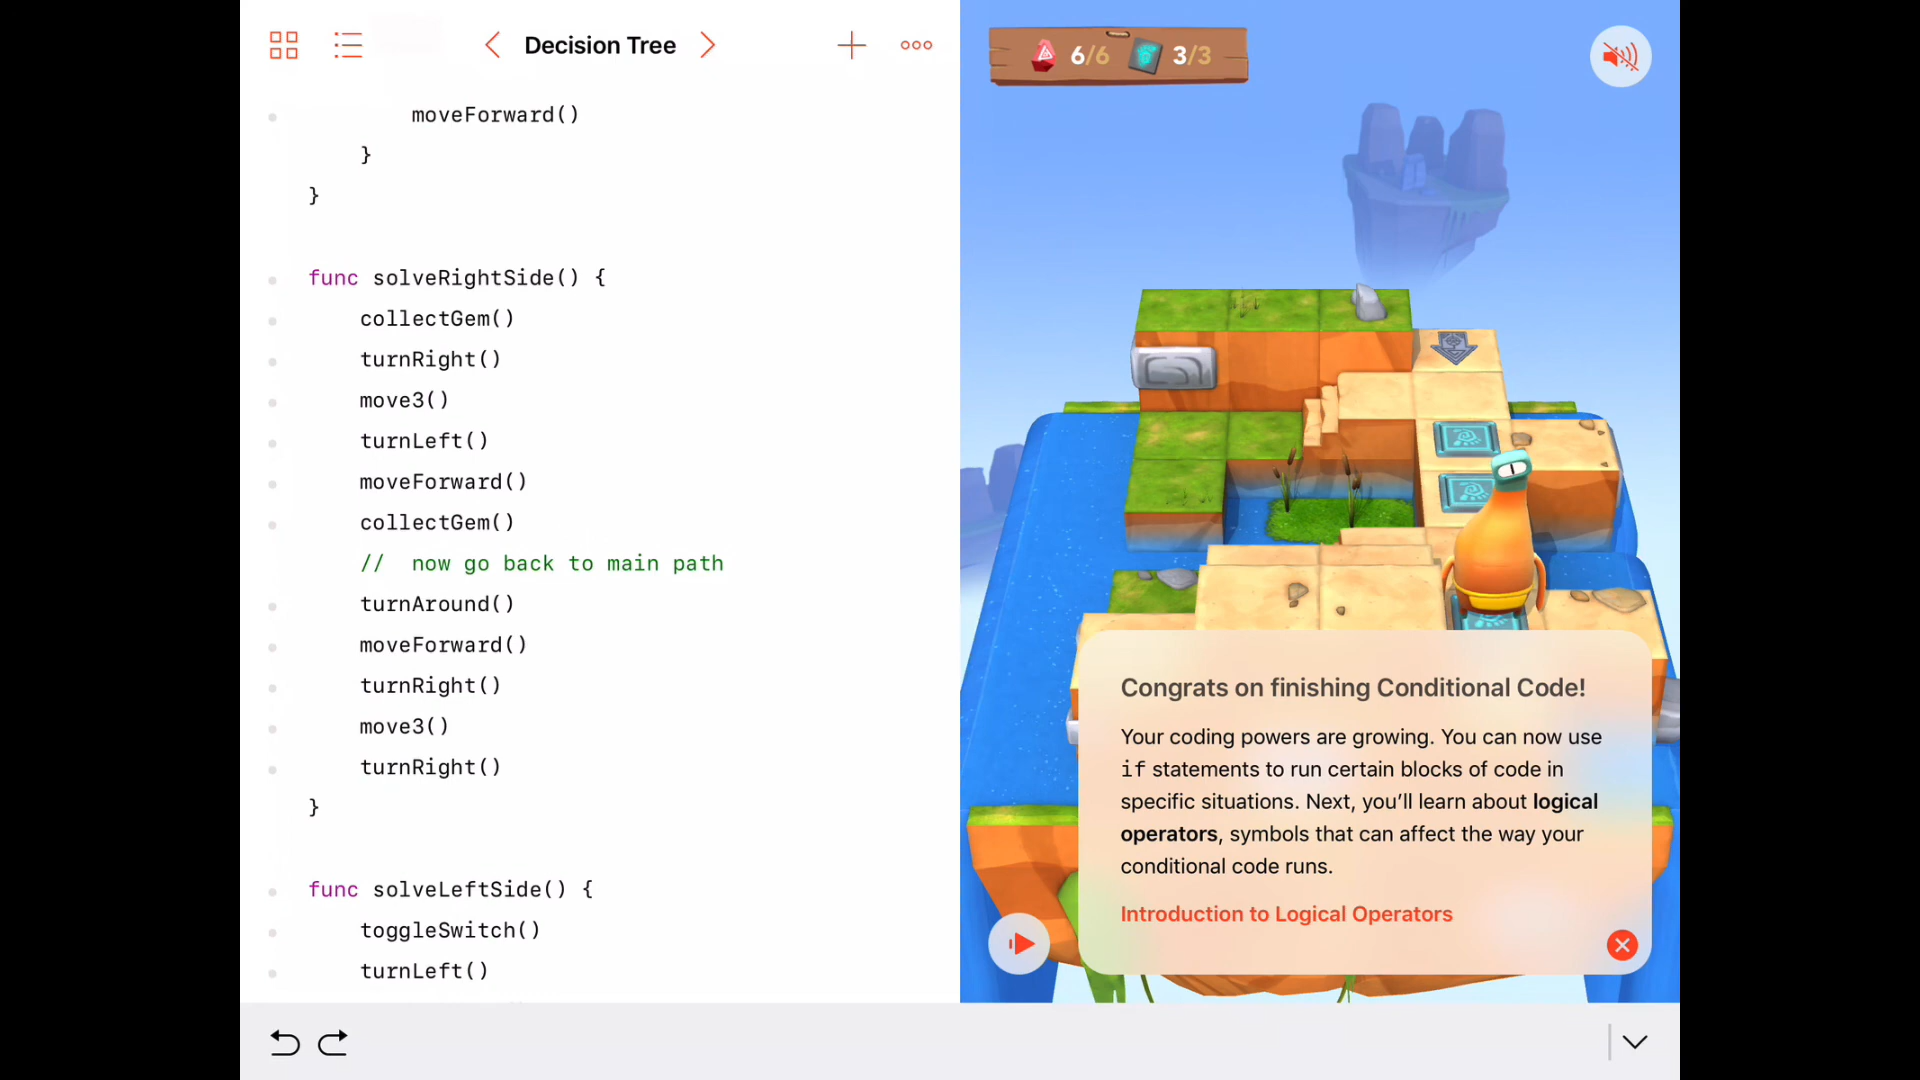 Decision Tree
moveForward()
}
}
func solveRightSide() {
collectGem()
turnRight()
move3()
turnLeft()
moveForward()
collectGem()
// now go back to main path
turnAround()
moveForward()
turnRight()
move3()
turnRight()
}
func solveLeftSide() {
toggleSwitch()
turnLeft()
6/6 3/3
Congrats on finishing Conditional Code!
Your coding powers are growing. You can now use
if statements to run certain blocks of code in
specific situations. Next, you’ll learn about logical
operators, symbols that can affect the way your
conditional code runs.
Introduction to Logical Operators